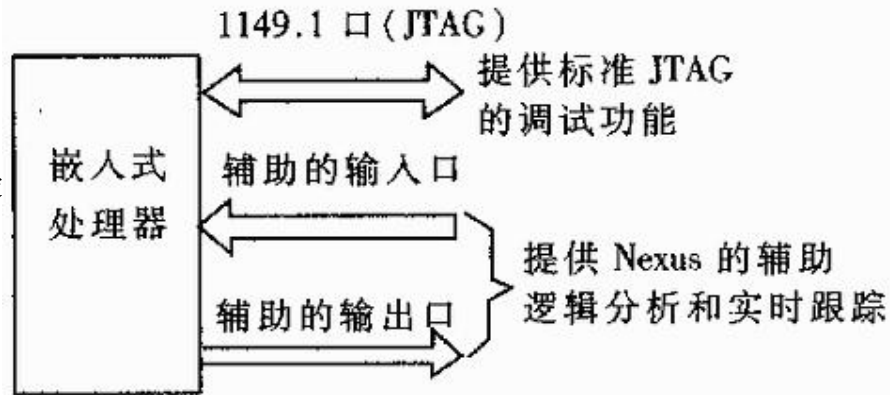 1149.1 口(JTAG)
提供标准 JTAG
的调试功能
嵌人式
处理器
辅助的输入口
提供 Nexus 的辅助
逻辑分析和实时跟踪
辅助的输出口